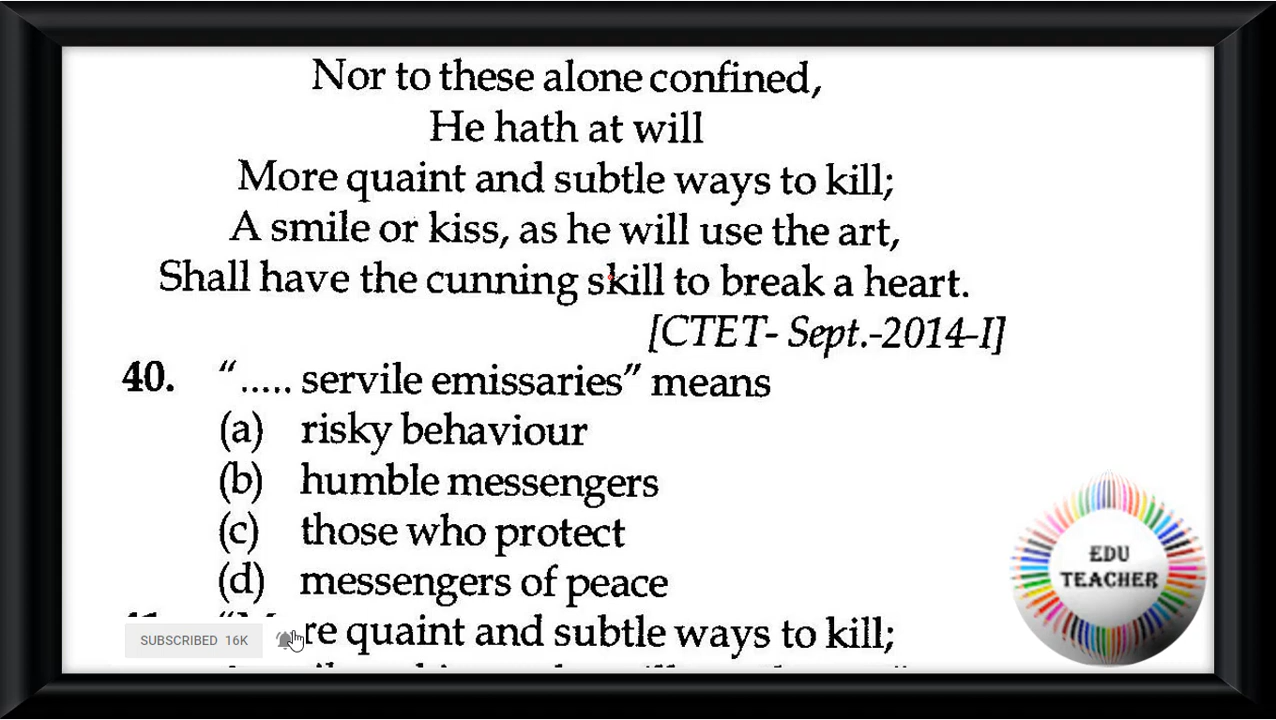 Nor to these alone confined,
He hath at will
More quaint and subtle ways to kill;
A smile or kiss, as he will use the art,
Shall have the cunning skill to break a heart.
[CTET- Sept.-2014-I]
40. “..... servile emissaries” means
(a) risky behaviour
(b) humble messengers
(c) those who protect
(d) messengers of peace
re quaint and subtle ways to kill;
SUBSCRIBED 16K
EDU
TEACHER